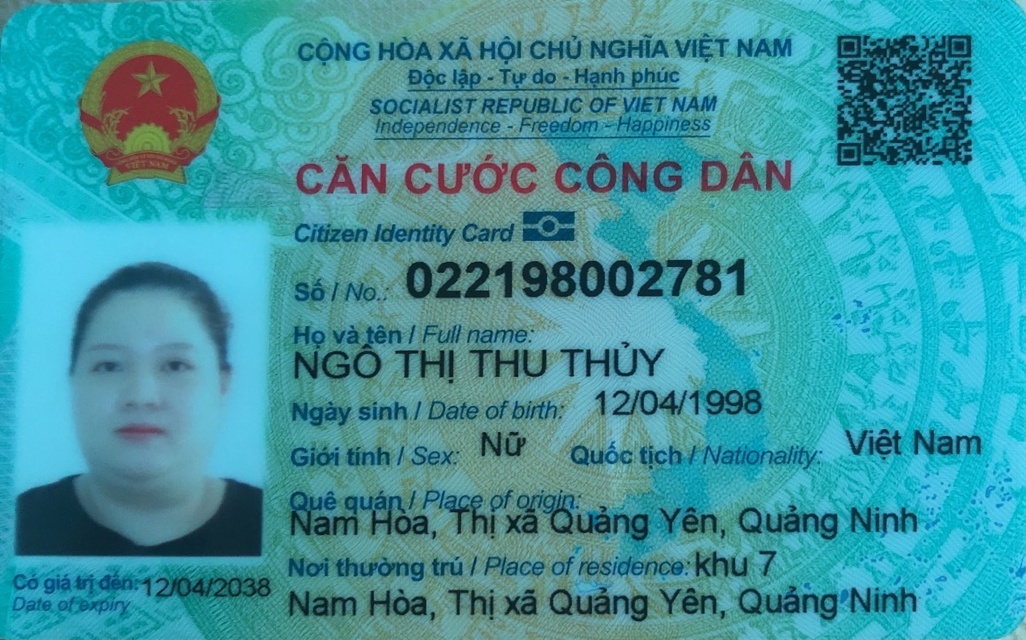 CỘNG HÒA XÃ HỘI CHỦ NGHĨA VIỆT NAM
Độc lập - Tự do - Hạnh phúc
SOCIALIST REPUBLIC OF VIET NAM
Independence - Freedom - Happiness
CĂN CƯỚC CÔNG DÂN
Citizen Identity Card
Số / No.: 022198002781
Họ và tên / Full name:
NGÔ THỊ THU THỦY
Ngày sinh / Date of birth: 12/04/1998
Giới tính / Sex: Nữ Quốc tịch / Nationality: Việt Nam
Quê quán / Place of origin:
Nam Hòa, Thị xã Quảng Yên, Quảng Ninh
Nơi thường trú / Place of residence: khu 7
Nam Hòa, Thị xã Quảng Yên, Quảng Ninh
Có giá trị đến: 12/04/2038
Date of expiry
VIỆT NAM